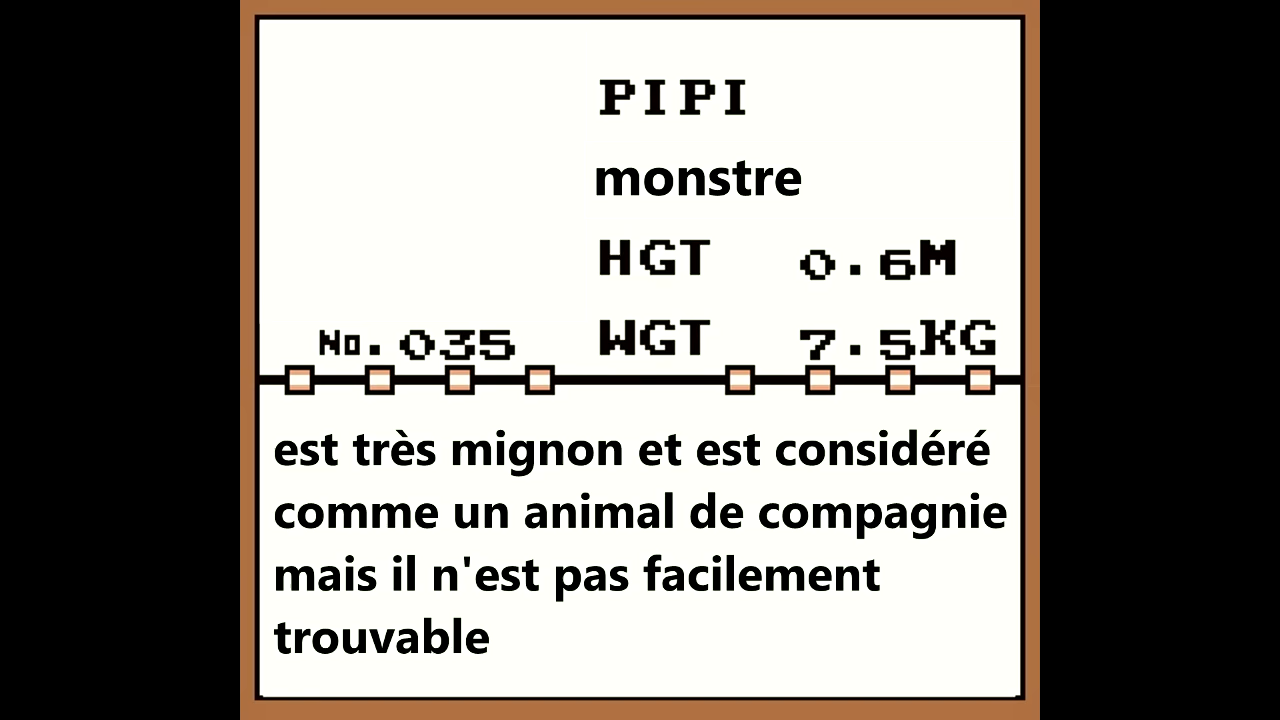 PIPI
monstre
HGT 0.6M
WGT 7.5KG
No.035
est très mignon et est considéré
comme un animal de compagnie
mais il n'est pas facilement
trouvable